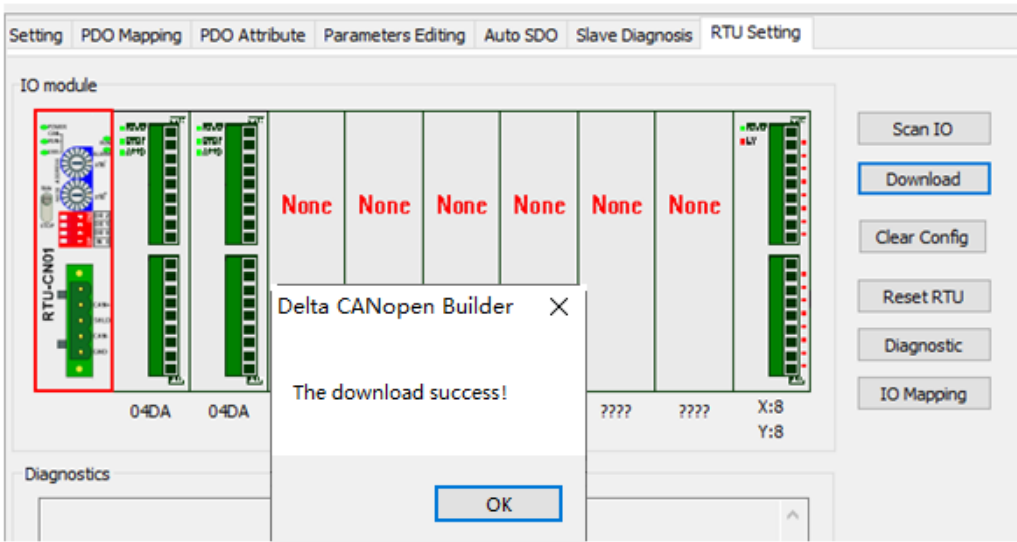 Setting PDO Mapping PDO Attribute Parameters Editing Auto SDO Slave Diagnosis RTU Setting
IO module
Scan IO
Download
Clear Config
Reset RTU
Diagnostic
IO Mapping
RTU-CN01
None None None None None None
Delta CANopen Builder
The download success!
OK
04DA 04DA ???? ???? X:8
Y:8
Diagnostics